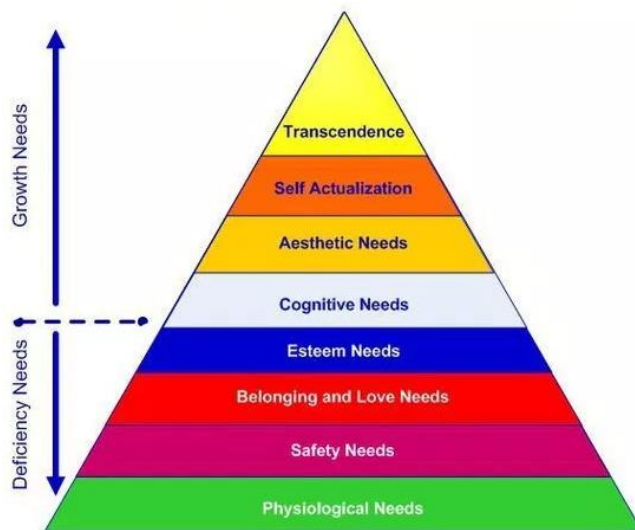 Growth Needs
Deficiency Needs
Transcendence
Self Actualization
Aesthetic Needs
Cognitive Needs
Esteem Needs
Belonging and Love Needs
Safety Needs
Physiological Needs